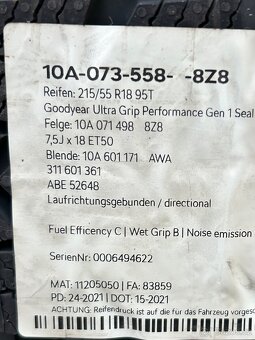 10A-073-558- -8Z8
Reifen: 215/55 R18 95T
Goodyear Ultra Grip Performance Gen 1 Seal
Felge: 10A 071 498 8Z8
7,5J x 18 ET50
Blende: 10A 601.171 AWA
311 601 361
ABE 52648
Laufrichtungsgebunden / directional
Fuel Efficency C | Wet Grip B | Noise emission
SerienNr: 0006494622
MAT: 11205050 | FA: 83859
PD: 24-2021 | DOT: 15-2021
ACHTUNG: Reifendruck ist auf das Fahrzeug